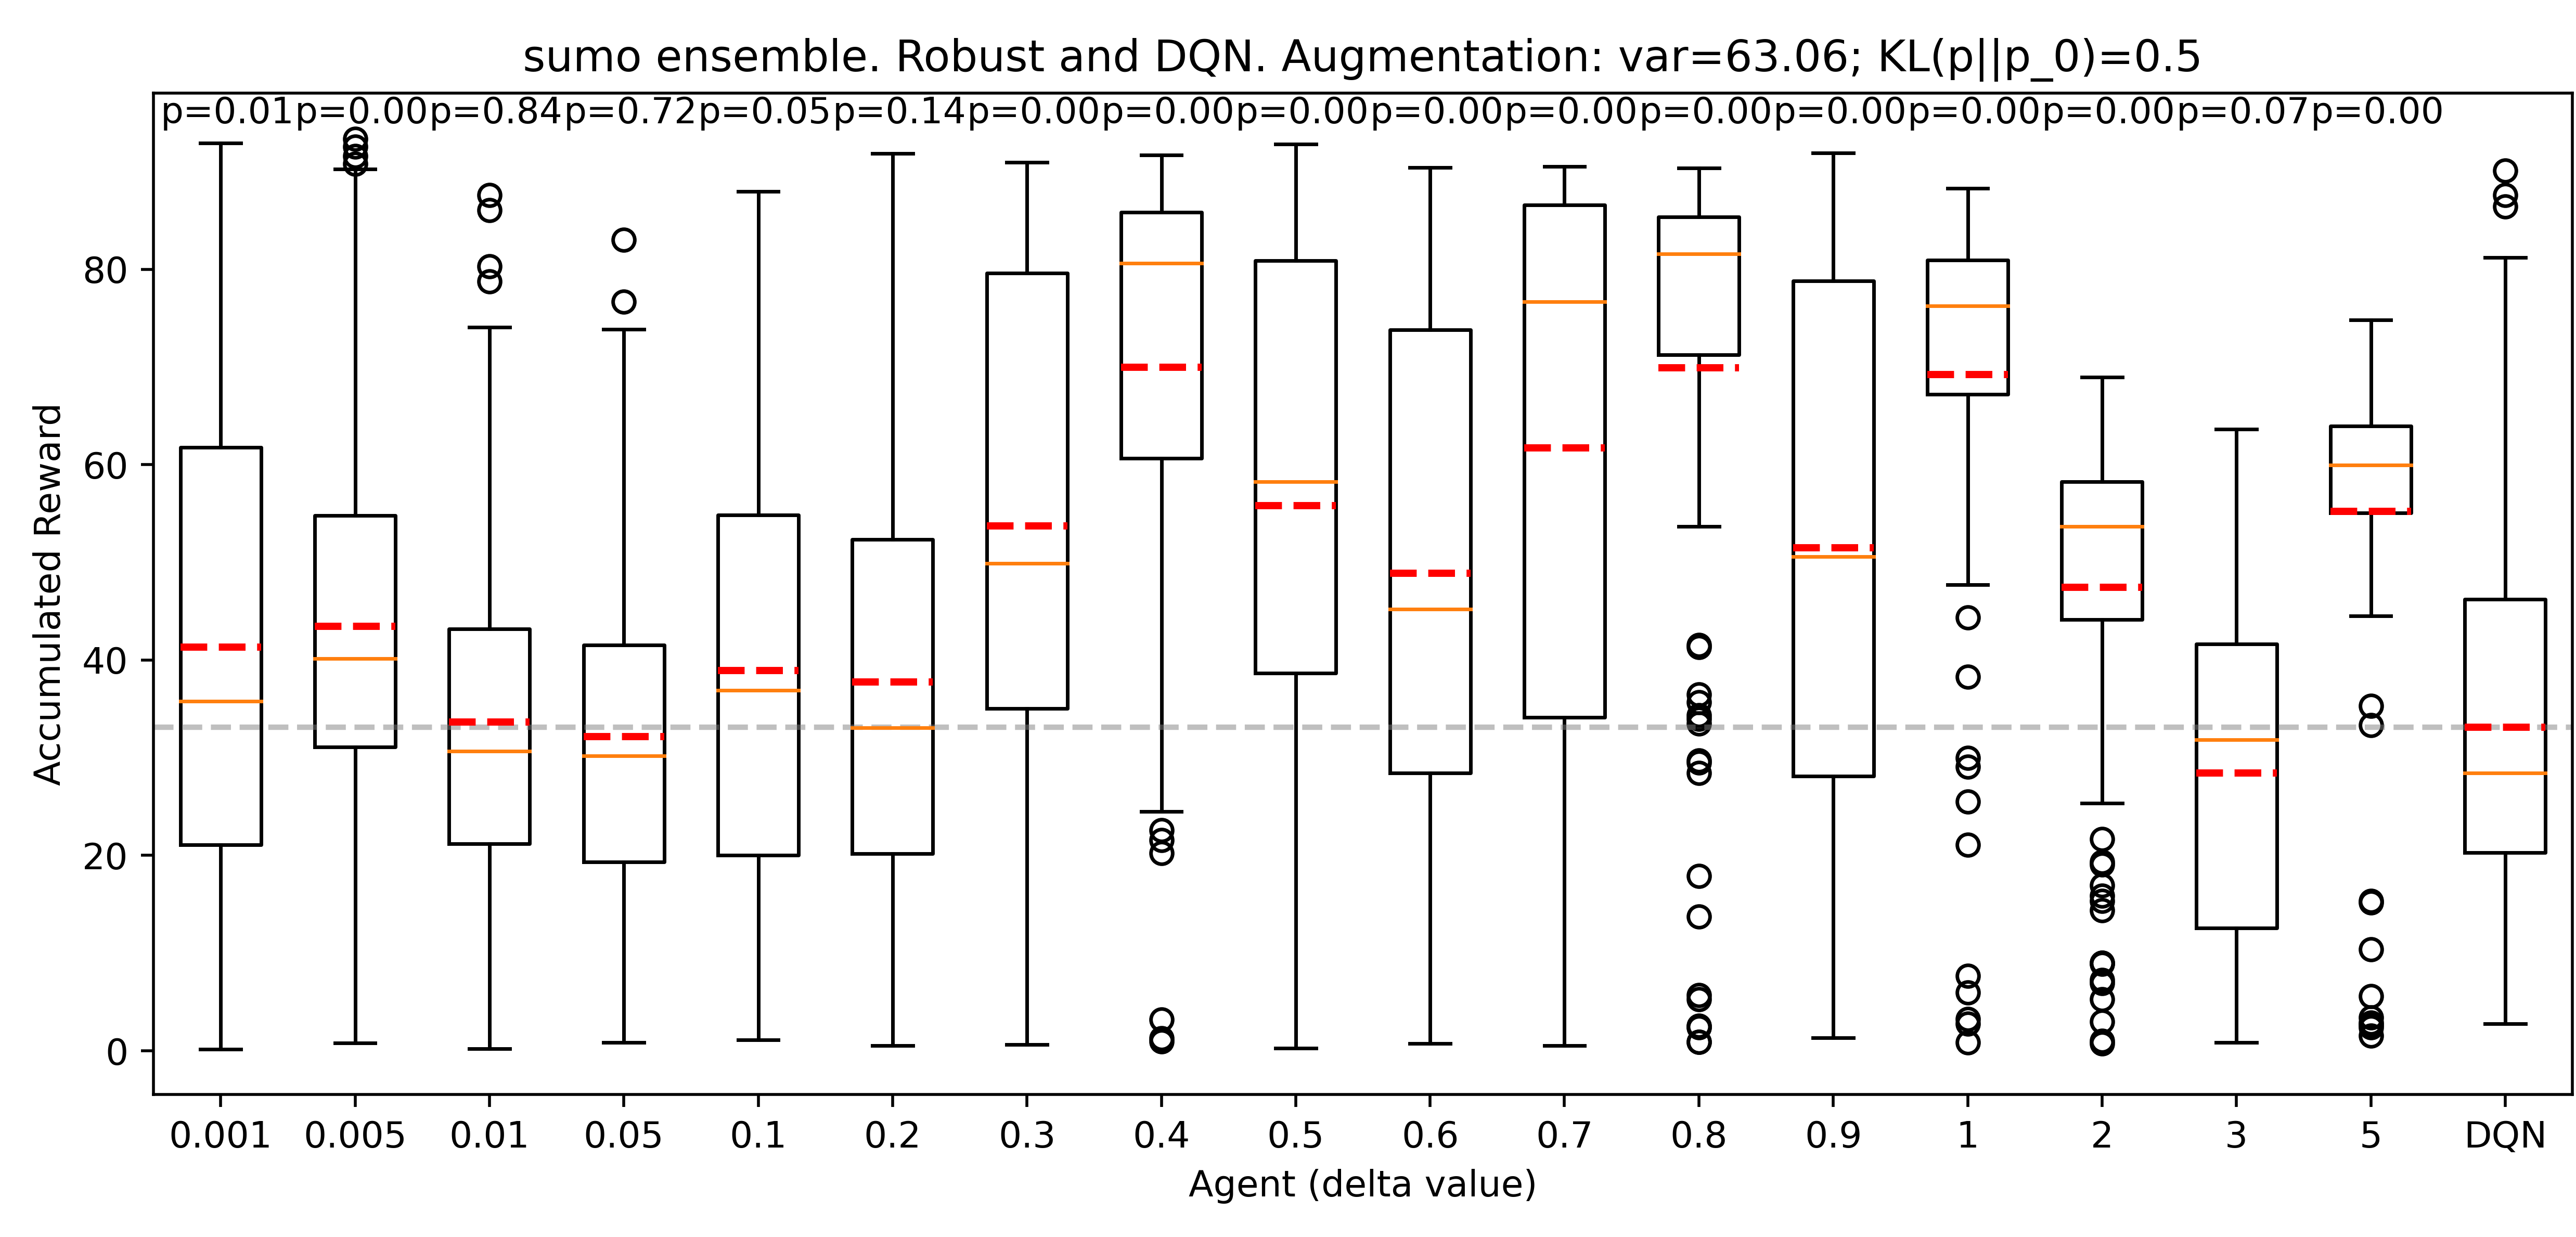 sumo ensemble. Robust and DQN. Augmentation: var=63.06; KL(p||p_0)=0.5
p=0.01p=0.00p=0.84p=0.72p=0.05p=0.14p=0.00p=0.00p=0.00p=0.00p=0.00p=0.00p=0.00p=0.00p=0.00p=0.07p=0.00
80
60
40
20
0
Accumulated Reward
0.001 0.005 0.01 0.05 0.1 0.2 0.3 0.4 0.5 0.6 0.7 0.8 0.9 1 2 3 5 DQN
Agent (delta value)